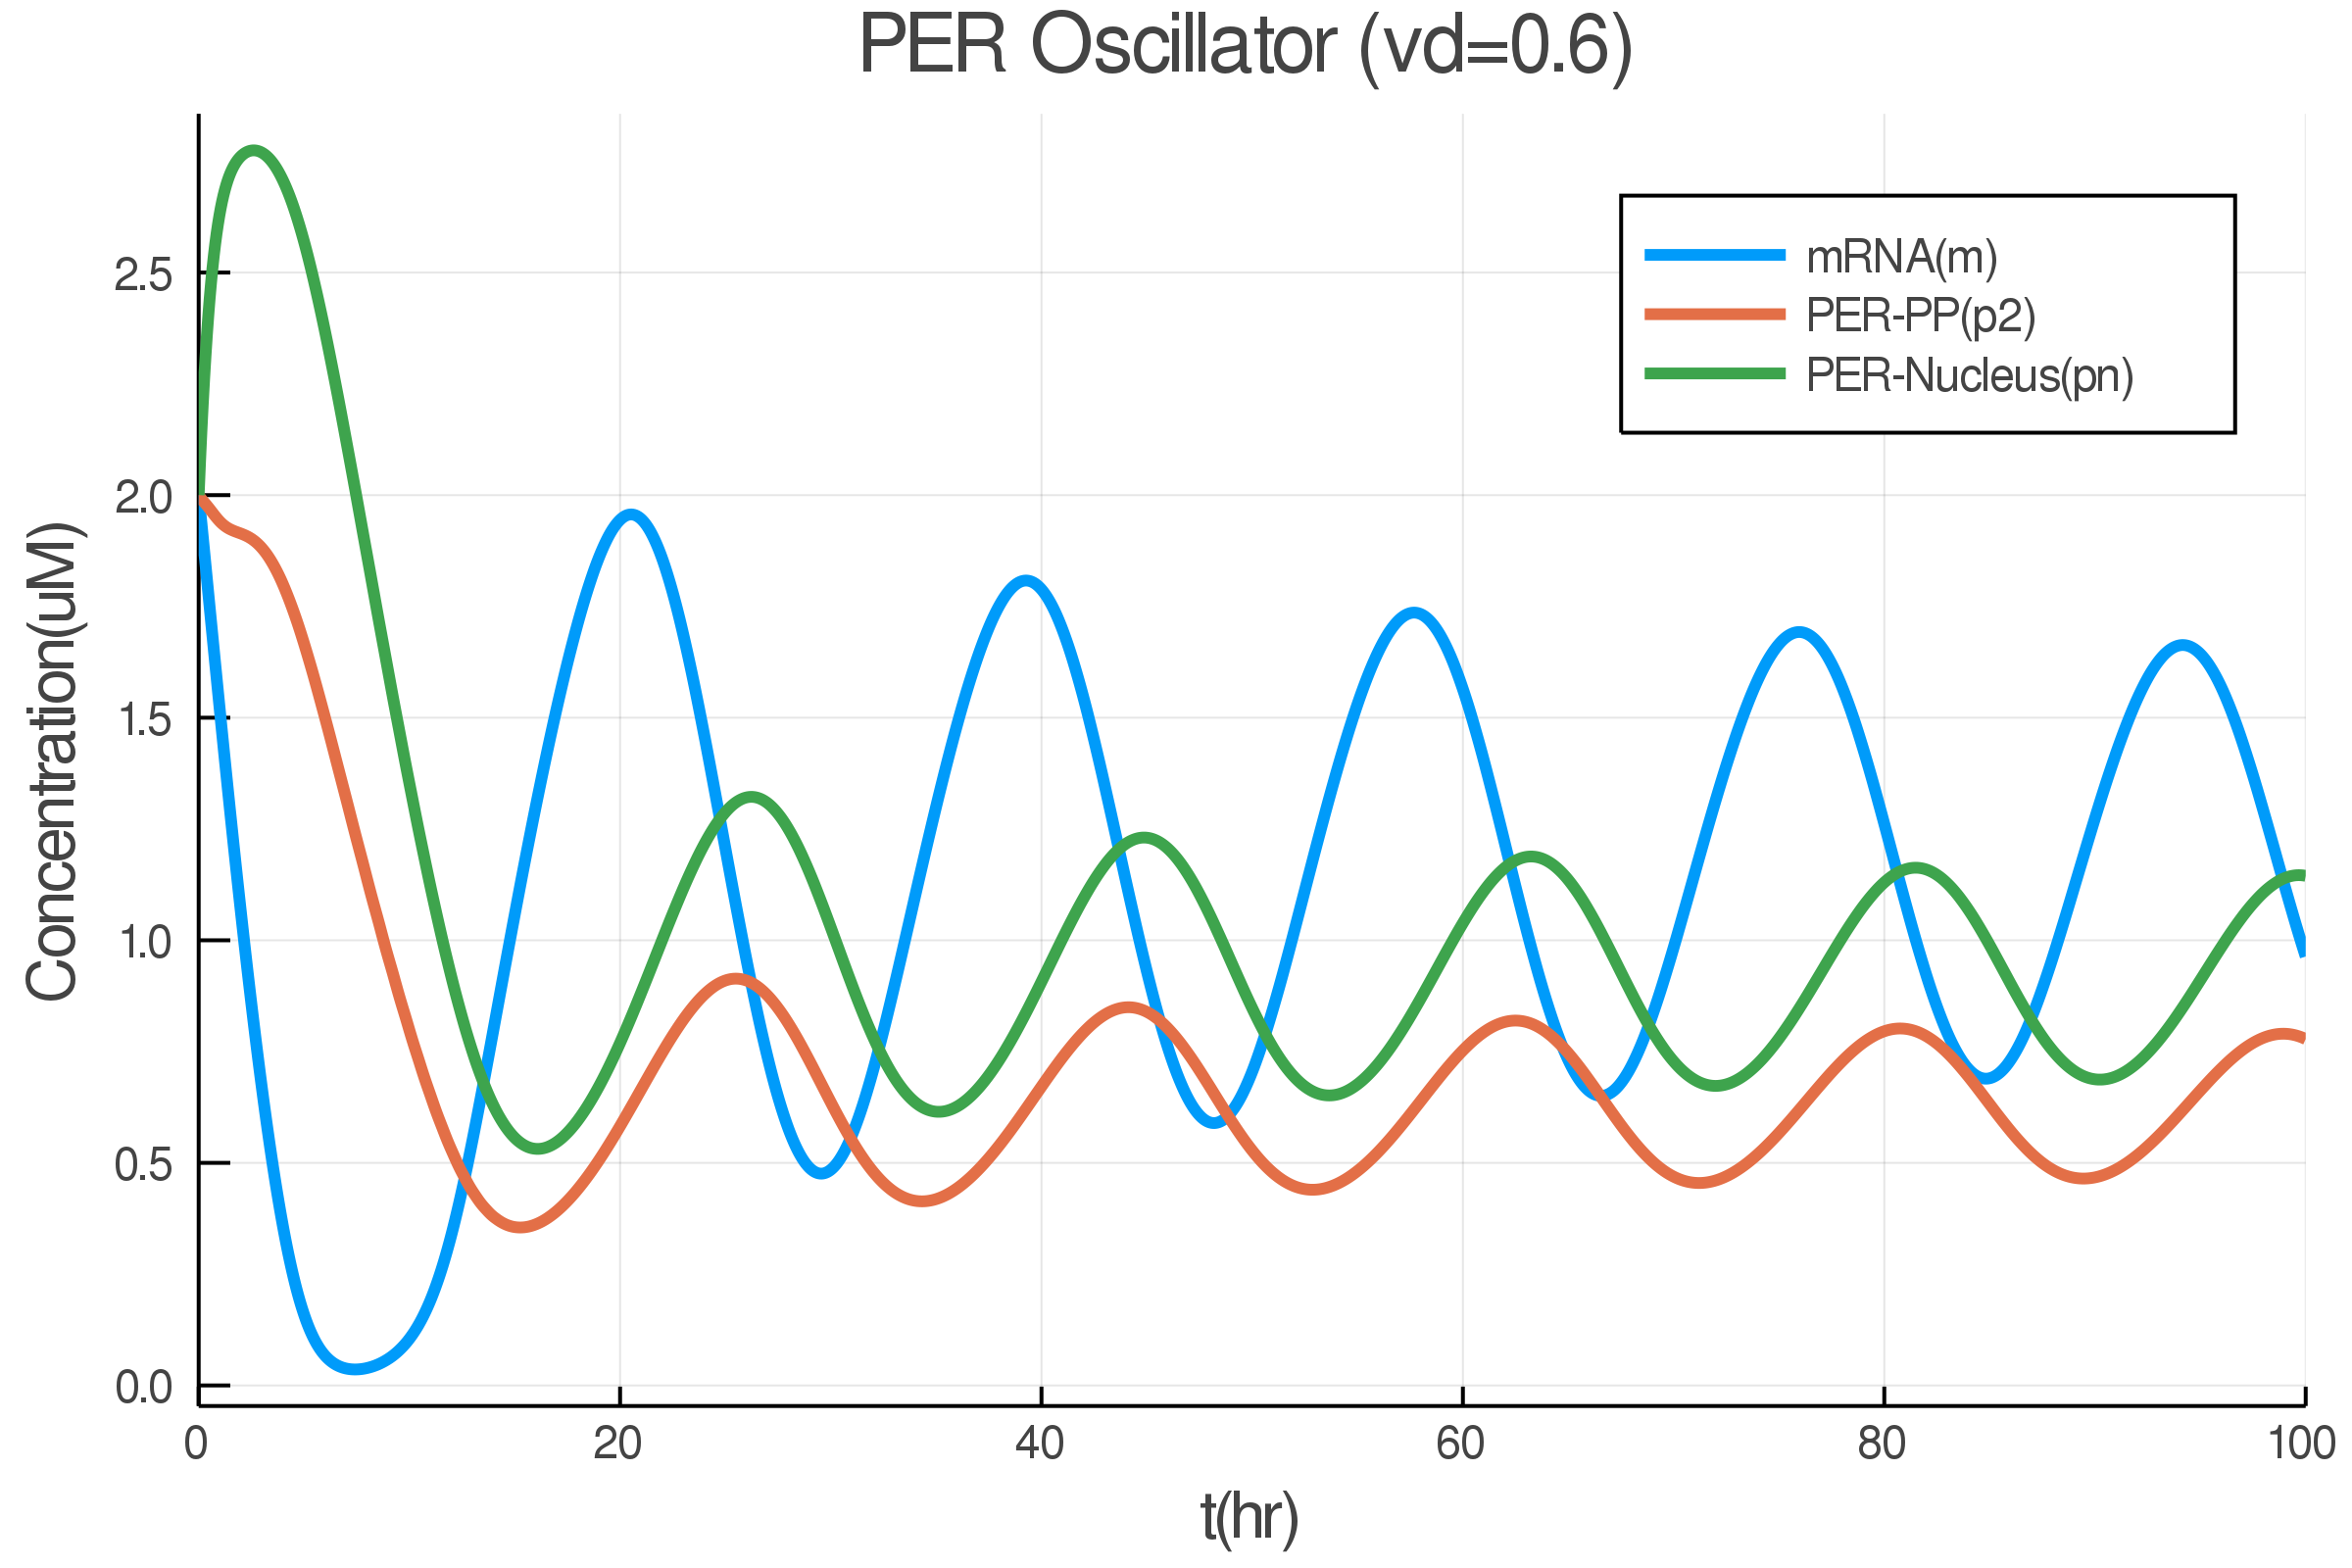 PER Oscillator (vd=0.6)
mRNA(m)
PER-PP(p2)
PER-Nucleus(pn)
Concentration(uM)
2.5
2.0
1.5
1.0
0.5
0.0
0 20 40 60 80 100
t(hr)